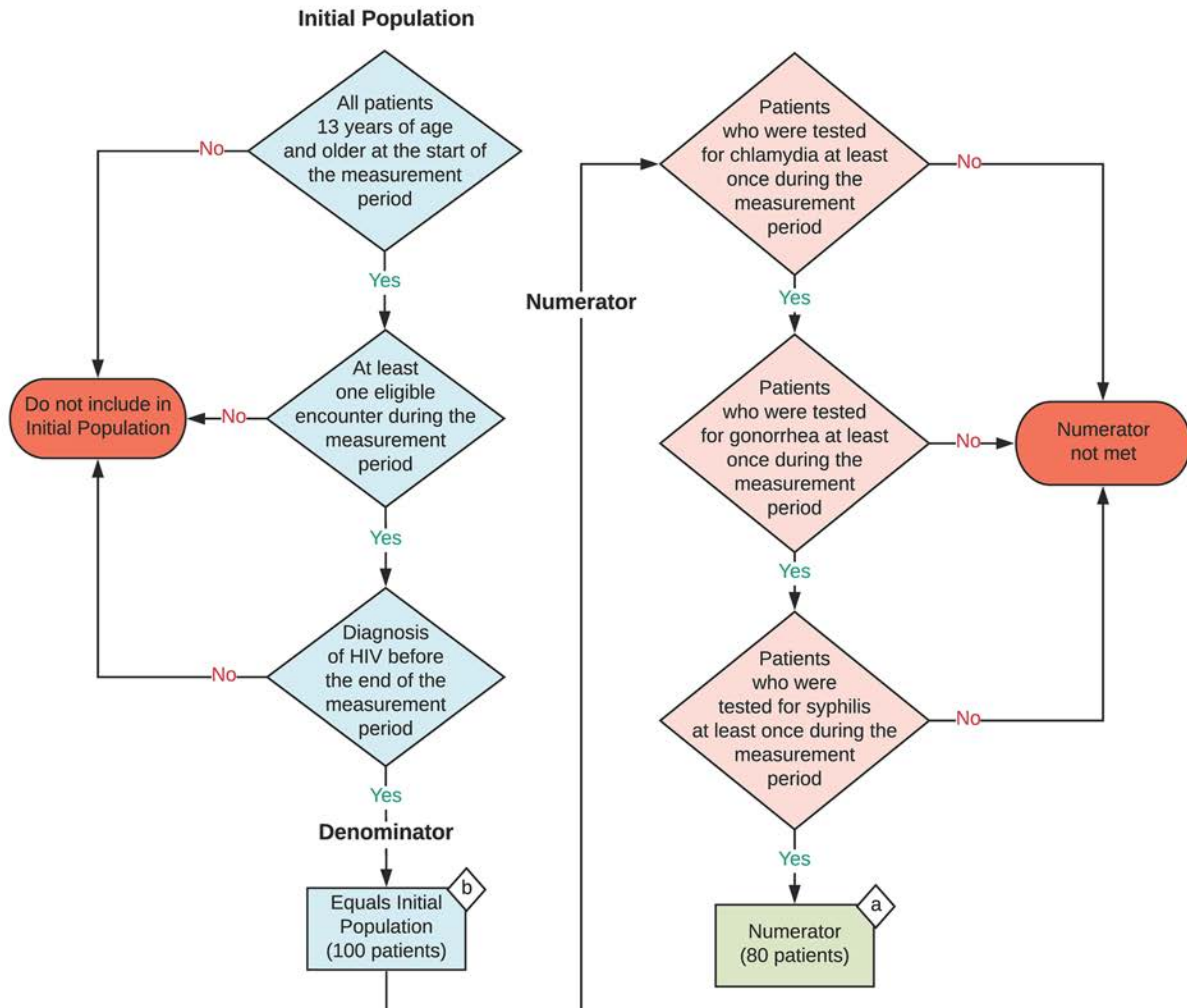 Initial Population
All patients
13 years of age
and older at the start of
the measurement
period
No
Yes
At least
one eligible
encounter during the
measurement
period
No
Do not include in
Initial Population
Yes
Diagnosis
of HIV before
the end of the
measurement
period
No
Yes
Denominator
b
Equals Initial
Population
(100 patients)
Numerator
Patients
who were tested
for chlamydia at least
once during the
measurement
period
No
Yes
Patients
who were tested
for gonorrhea at least
once during the
measurement
period
No
Numerator
not met
Yes
Patients
who were
tested for syphilis
at least once during the
measurement
period
No
Yes
a
Numerator
(80 patients)